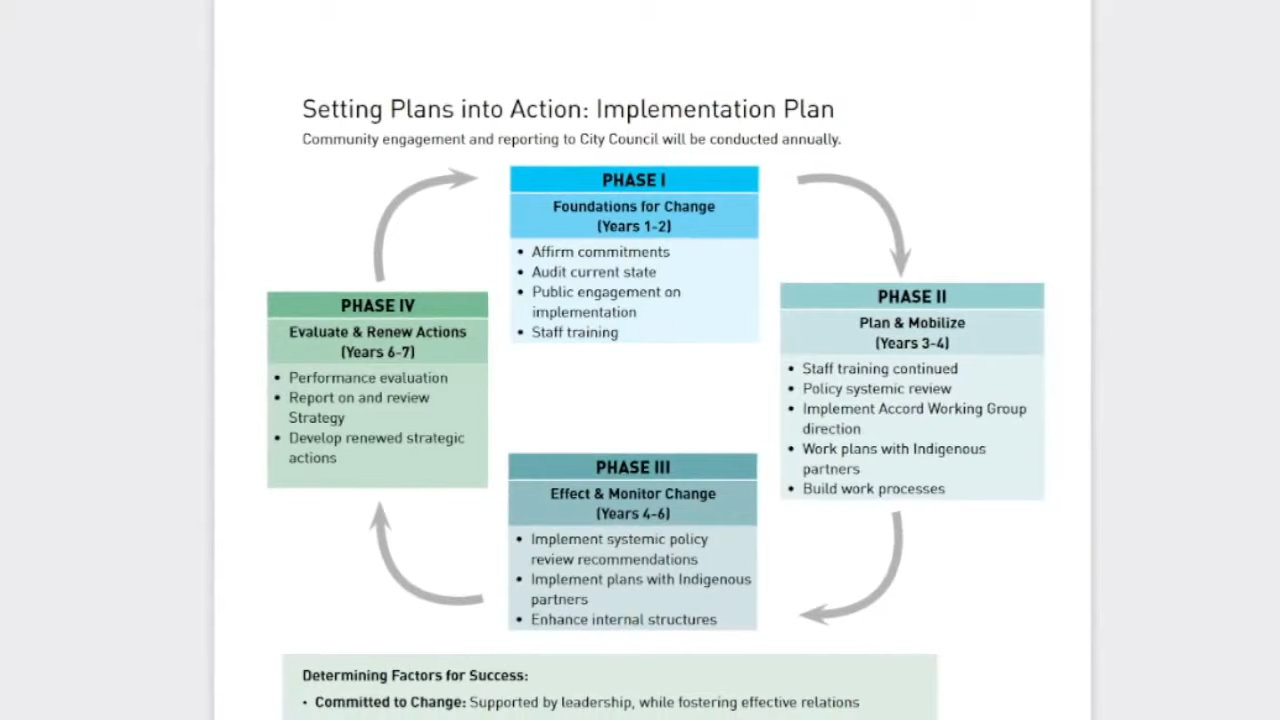 Setting Plans into Action: Implementation Plan
Community engagement and reporting to City Council will be conducted annually.
PHASE I
Foundations for Change
(Years 1-2)
• Affirm commitments
• Audit current state
• Public engagement on
implementation
• Staff training
PHASE II
Plan & Mobilize
(Years 3-4)
• Staff training continued
• Policy systemic review
• Implement Accord Working Group
direction
• Work plans with Indigenous
partners
• Build work processes
PHASE III
Effect & Monitor Change
(Years 4-6)
• Implement systemic policy
review recommendations
• Implement plans with Indigenous
partners
• Enhance internal structures
PHASE IV
Evaluate & Renew Actions
(Years 6-7)
• Performance evaluation
• Report on and review
Strategy
• Develop renewed strategic
actions
Determining Factors for Success:
• Committed to Change: Supported by leadership, while fostering effective relations